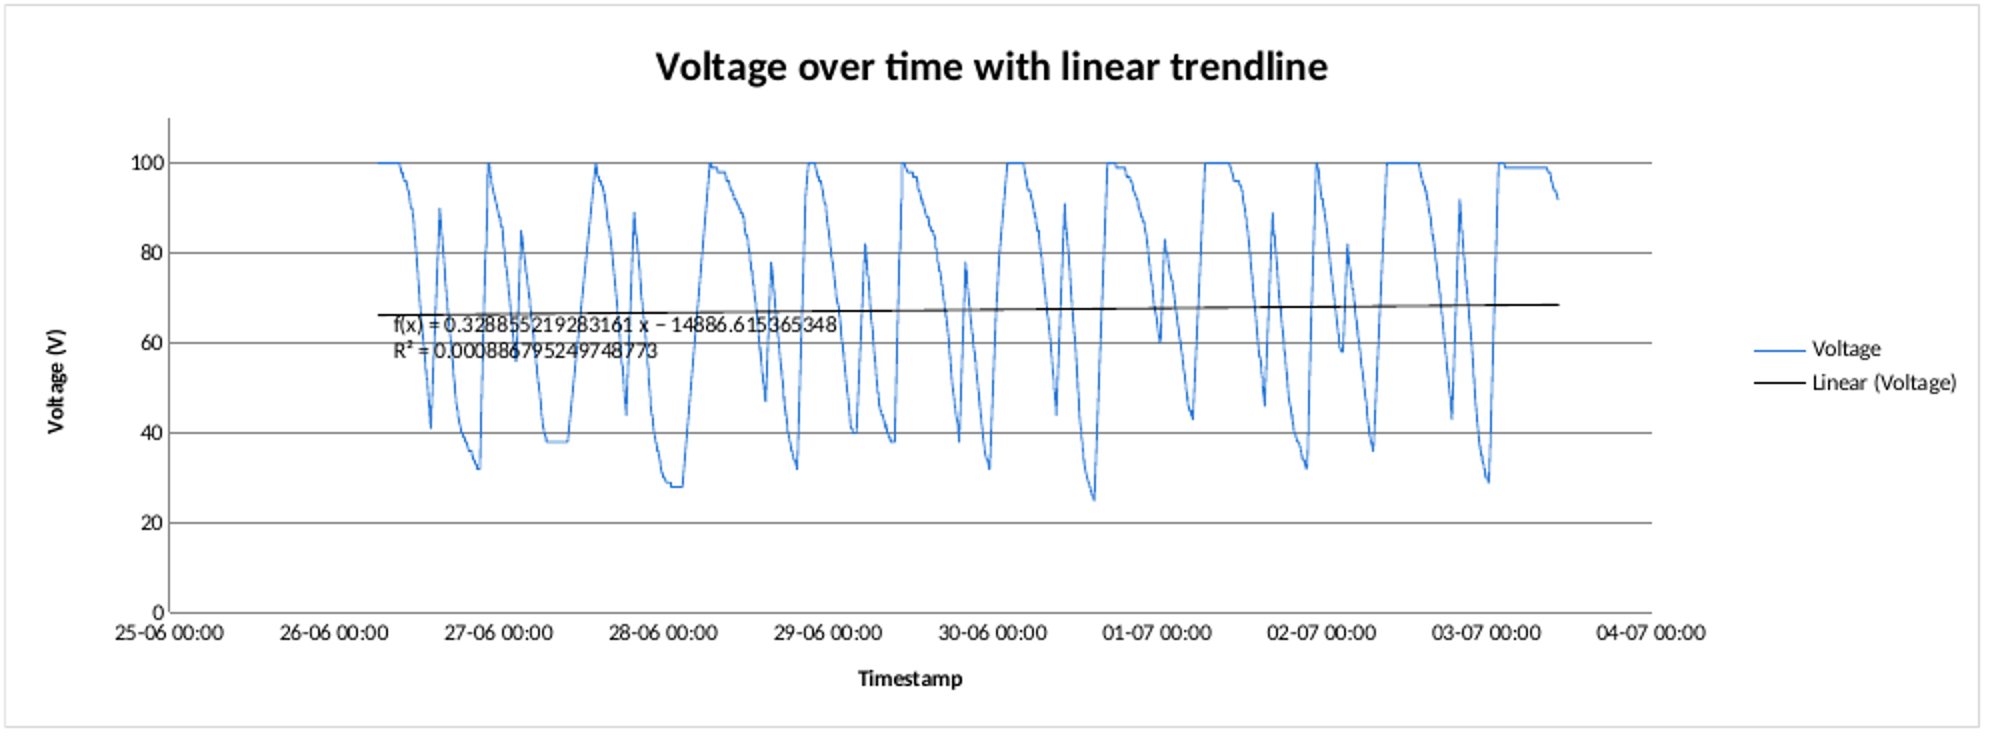 Voltage over time with linear trendline
100
80
60
40
20
0
Voltage (V)
f(x) = 0.328855219283161 x − 14886.615365348
R² = 0.000886795249748773
25-06 00:00 26-06 00:00 27-06 00:00 28-06 00:00 29-06 00:00 30-06 00:00 01-07 00:00 02-07 00:00 03-07 00:00 04-07 00:00
Timestamp
Voltage
Linear (Voltage)